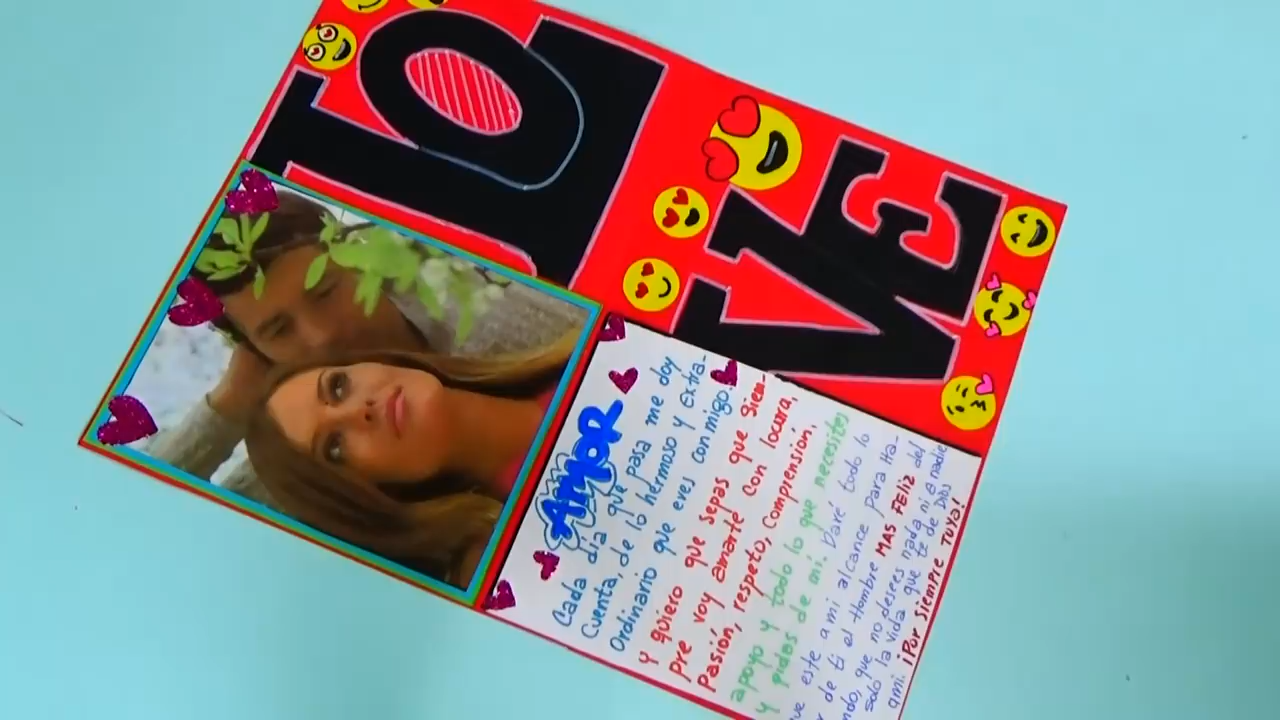 LO
VE
AMOR
Cada día que pasa me doy
Cuenta, de lo hermoso y Extra-
Ordinario que eres conmigo.
Y quiero que sepas que siem-
pre voy amarte con locura,
Pasión, respeto, Comprensión,
apoyo y todo lo que necesites
y pidas de mi. Daré todo lo
que este a mi alcance para Ha-
r de ti el Hombre MAS FELIZ del
ndo, que no desees nada ni a nadie
solo la vida que te de Dios
ami. ¡Por siempre TUYA!